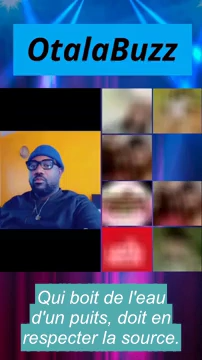 OtalaBuzz
Qui boit de l'eau
d'un puits, doit en
respecter la source.